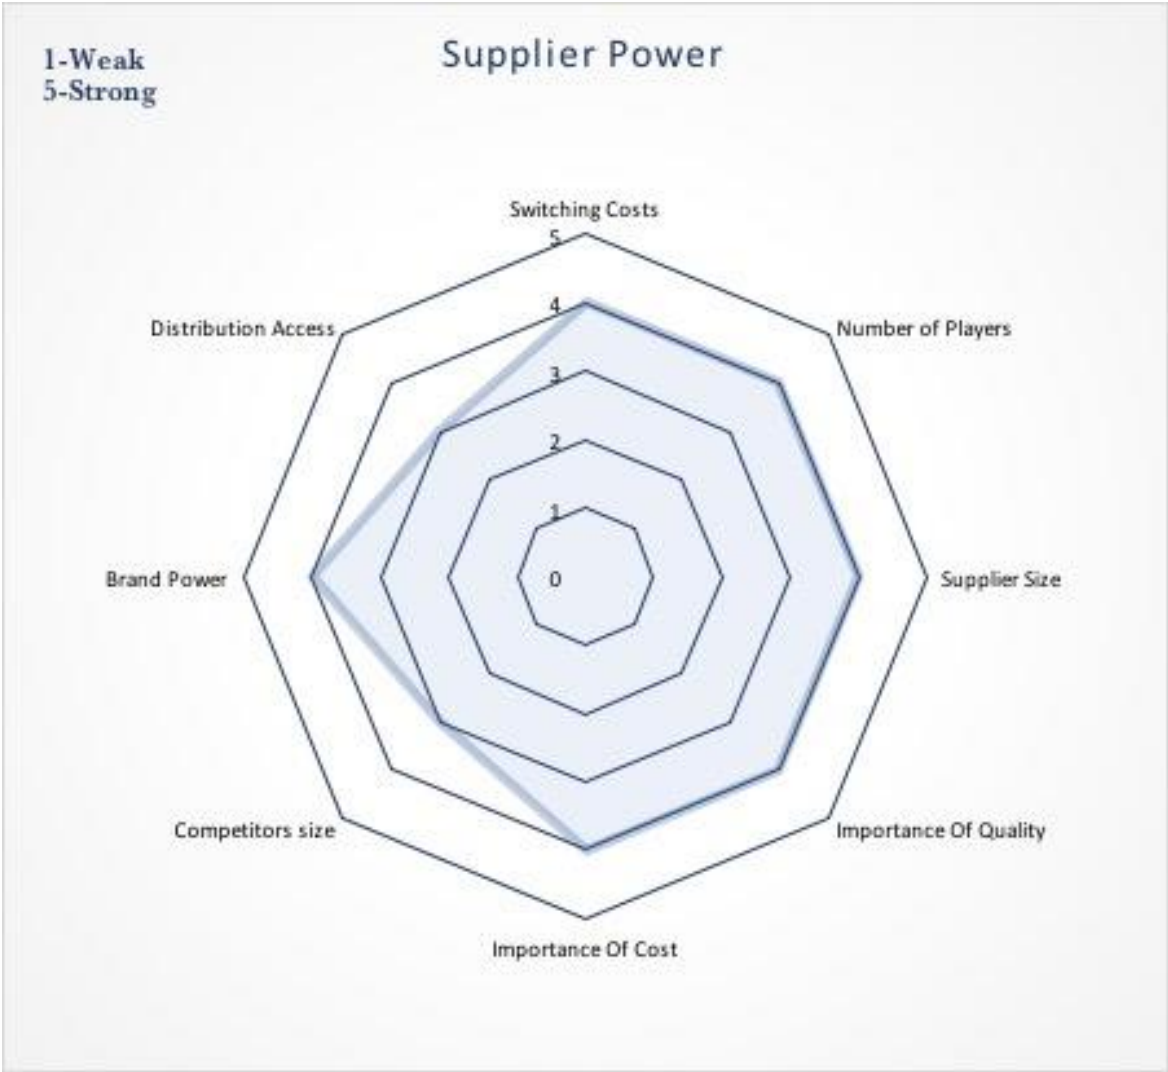 1-Weak
5-Strong
Supplier Power
Switching Costs
5
Distribution Access
Number of Players
4
3
2
1
Brand Power
0
Supplier Size
Competitors size
Importance Of Quality
Importance Of Cost